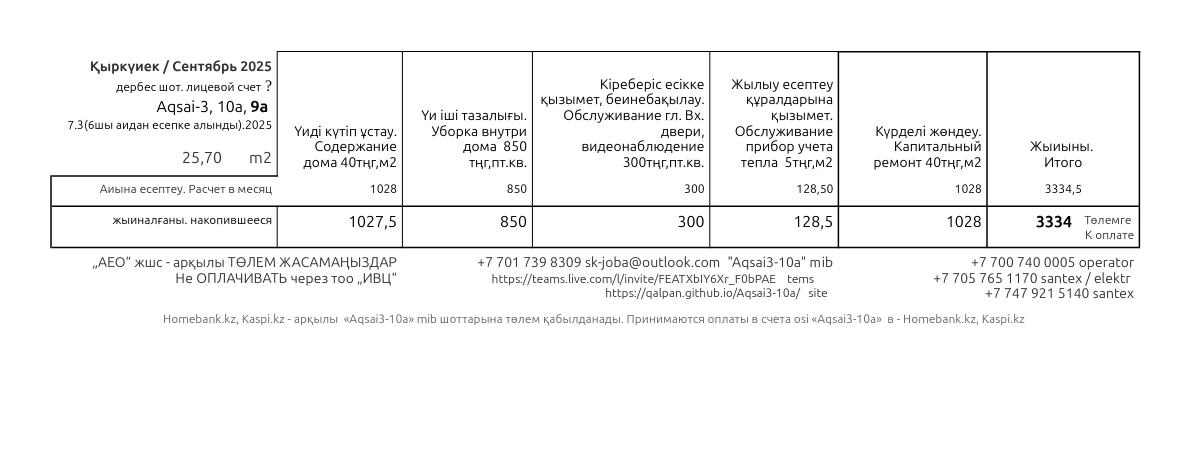 Қыркүиек / Сентябрь 2025
дербес шот. лицевой счет ?
Aqsai-3, 10a, 9a
7.3(6шы аидан есепке алынды).2025
25,70 m2
Үиді күтіп ұстау.
Содержание
дома 40тңг,м2
Үи іші тазалығы.
Уборка внутри
дома 850
тңг,пт.кв.
Кіреберіс есікке
қызымет, беинебақылау.
Обслуживание гл. Вх.
двери,
видеонаблюдение
300тңг,пт.кв.
Жылыу есептеу
құралдарына
қызымет.
Обслуживание
прибор учета
тепла 5тңг,м2
Күрделі жөндеу.
Капитальный
ремонт 40тңг,м2
Жыиыны.
Итого
Аиына есептеу. Расчет в месяц 1028 850 300 128,50 1028 3334,5
жыиналғаны. накопившееся 1027,5 850 300 128,5 1028 3334 Төлемге
К оплате
„АЕО“ жшс - арқылы ТӨЛЕМ ЖАСАМАҢЫЗДАР
Не ОПЛАЧИВАТЬ через тоо „ИВЦ“
+7 701 739 8309 sk-joba@outlook.com "Aqsai3-10a" mib
https://teams.live.com/l/invite/FEATXbIY6Xr_F0bPAE tems
https://qalpan.github.io/Aqsai3-10a/ site
+7 700 740 0005 operator
+7 705 765 1170 santex / elektr
+7 747 921 5140 santex
Homebank.kz, Kaspi.kz - арқылы «Aqsai3-10a» mib шоттарына төлем қабылданады. Принимаются оплаты в счета osi «Aqsai3-10a» в - Homebank.kz, Kaspi.kz